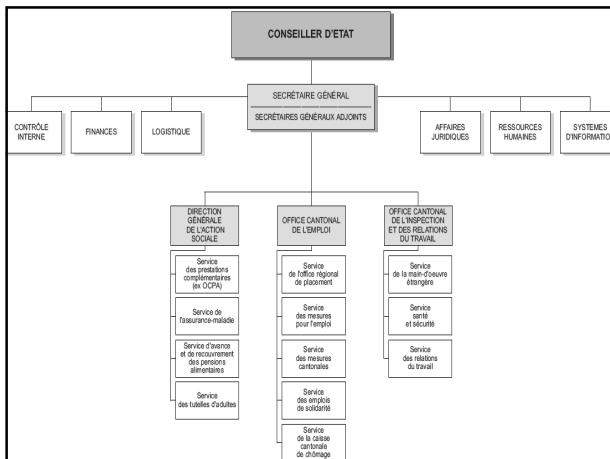 CONSEILLER D'ETAT
SECRÉTAIRE GÉNÉRAL
SECRÉTAIRES GÉNÉRAUX ADJOINTS
CONTRÔLE
INTERNE
FINANCES
LOGISTIQUE
AFFAIRES
JURIDIQUES
RESSOURCES
HUMAINES
SYSTEMES
D'INFORMATION
DIRECTION
GÉNÉRALE
DE L'ACTION
SOCIALE
Service
des prestations
complémentaires
(ex OCPA)
Service de
l'assurance-maladie
Service d'avance
et de recouvrement
des pensions
alimentaires
Service
des tutelles d'adultes
OFFICE CANTONAL
DE L'EMPLOI
Service
de l'office régional
de placement
Service
des mesures
pour l'emploi
Service
des mesures
cantonales
Service
des emplois
de solidarité
Service
de la caisse
cantonale
de chômage
OFFICE CANTONAL
DE L'INSPECTION
ET DES RELATIONS
DU TRAVAIL
Service
de la main-d'oeuvre
étrangère
Service
santé
et sécurité
Service
des relations
du travail